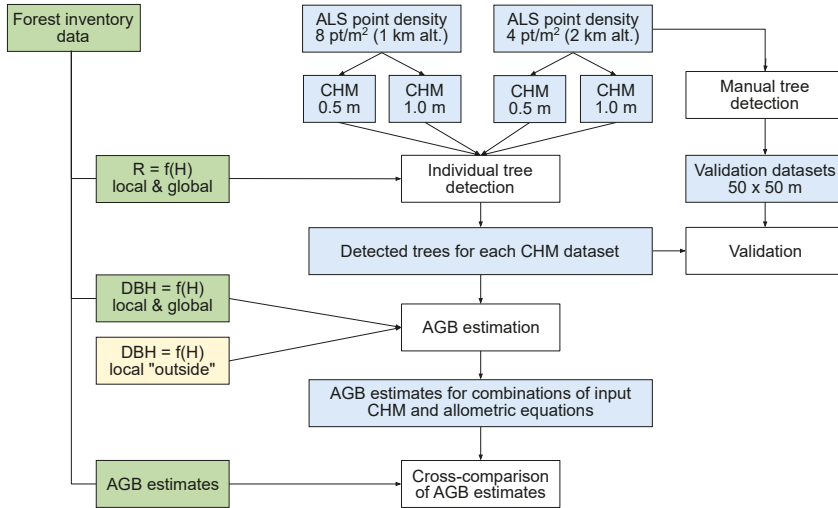 Forest inventory
data
ALS point density
8 pt/m² (1 km alt.)
ALS point density
4 pt/m² (2 km alt.)
CHM
0.5 m
CHM
1.0 m
CHM
0.5 m
CHM
1.0 m
Manual tree
detection
R = f(H)
local & global
Individual tree
detection
Validation datasets
50 x 50 m
Detected trees for each CHM dataset
Validation
DBH = f(H)
local & global
AGB estimation
DBH = f(H)
local "outside"
AGB estimates for combinations of input
CHM and allometric equations
AGB estimates
Cross-comparison
of AGB estimates